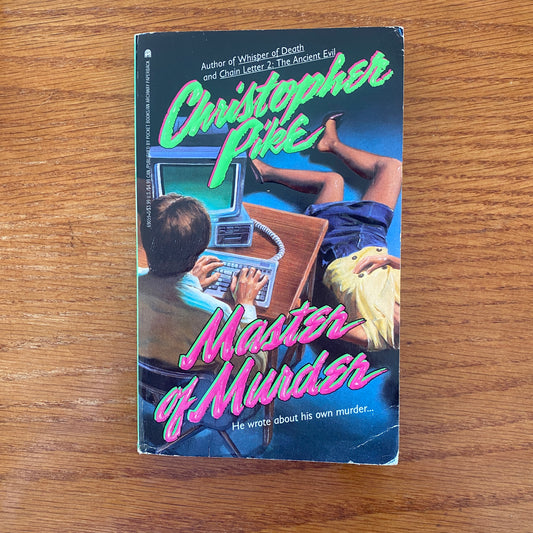 Author of Whisper of Death
and Chain Letter 2: The Ancient Evil
Christopher
Pike
Master
of Murder
He wrote about his own murder...